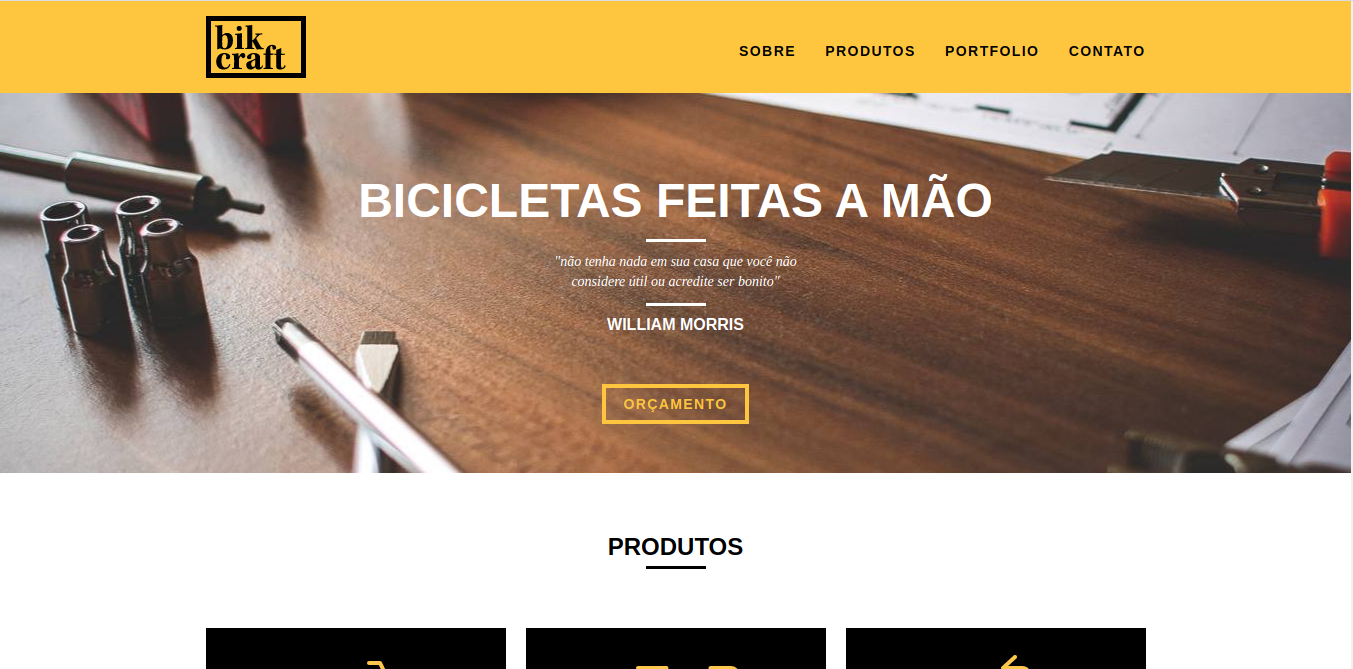 bik
craft
SOBRE PRODUTOS PORTFOLIO CONTATO
BICICLETAS FEITAS A MÃO
"não tenha nada em sua casa que você não
considere útil ou acredite ser bonito"
WILLIAM MORRIS
ORÇAMENTO
PRODUTOS